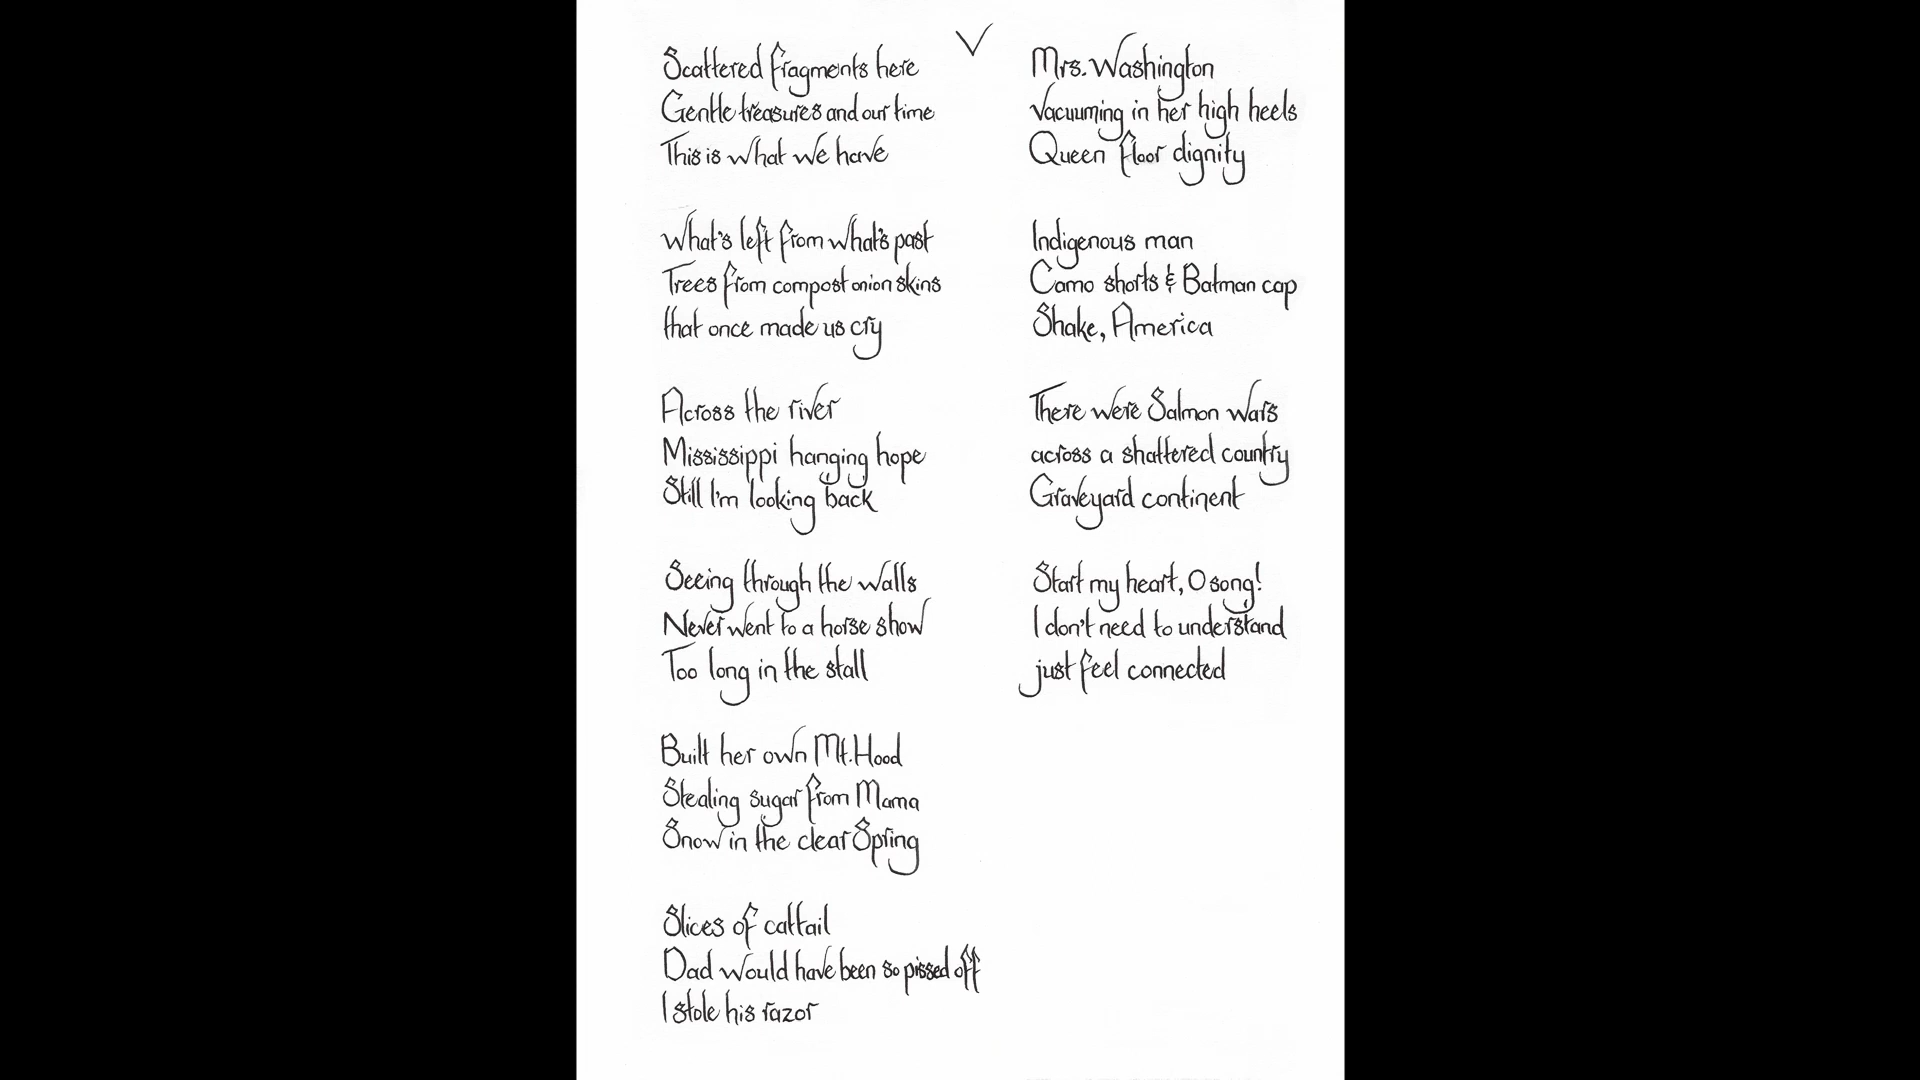 V
Scattered fragments here
Gentle treasures and our time
This is what we have
What's left from what's past
Trees from compost onion skins
that once made us cry
Across the river
Mississippi hanging hope
Still I'm looking back
Seeing through the walls
Never went to a horse show
Too long in the stall
Built her own Mt. Hood
Stealing sugar from Mama
Snow in the clear Spring
Slices of cattail
Dad would have been so pissed off
I stole his razor
Mrs. Washington
Vacuuming in her high heels
Queen floor dignity
Indigenous man
Camo shorts & Batman cap
Shake, America
There were Salmon wars
across a shattered country
Graveyard continent
Start my heart, O song!
I don't need to understand
just feel connected